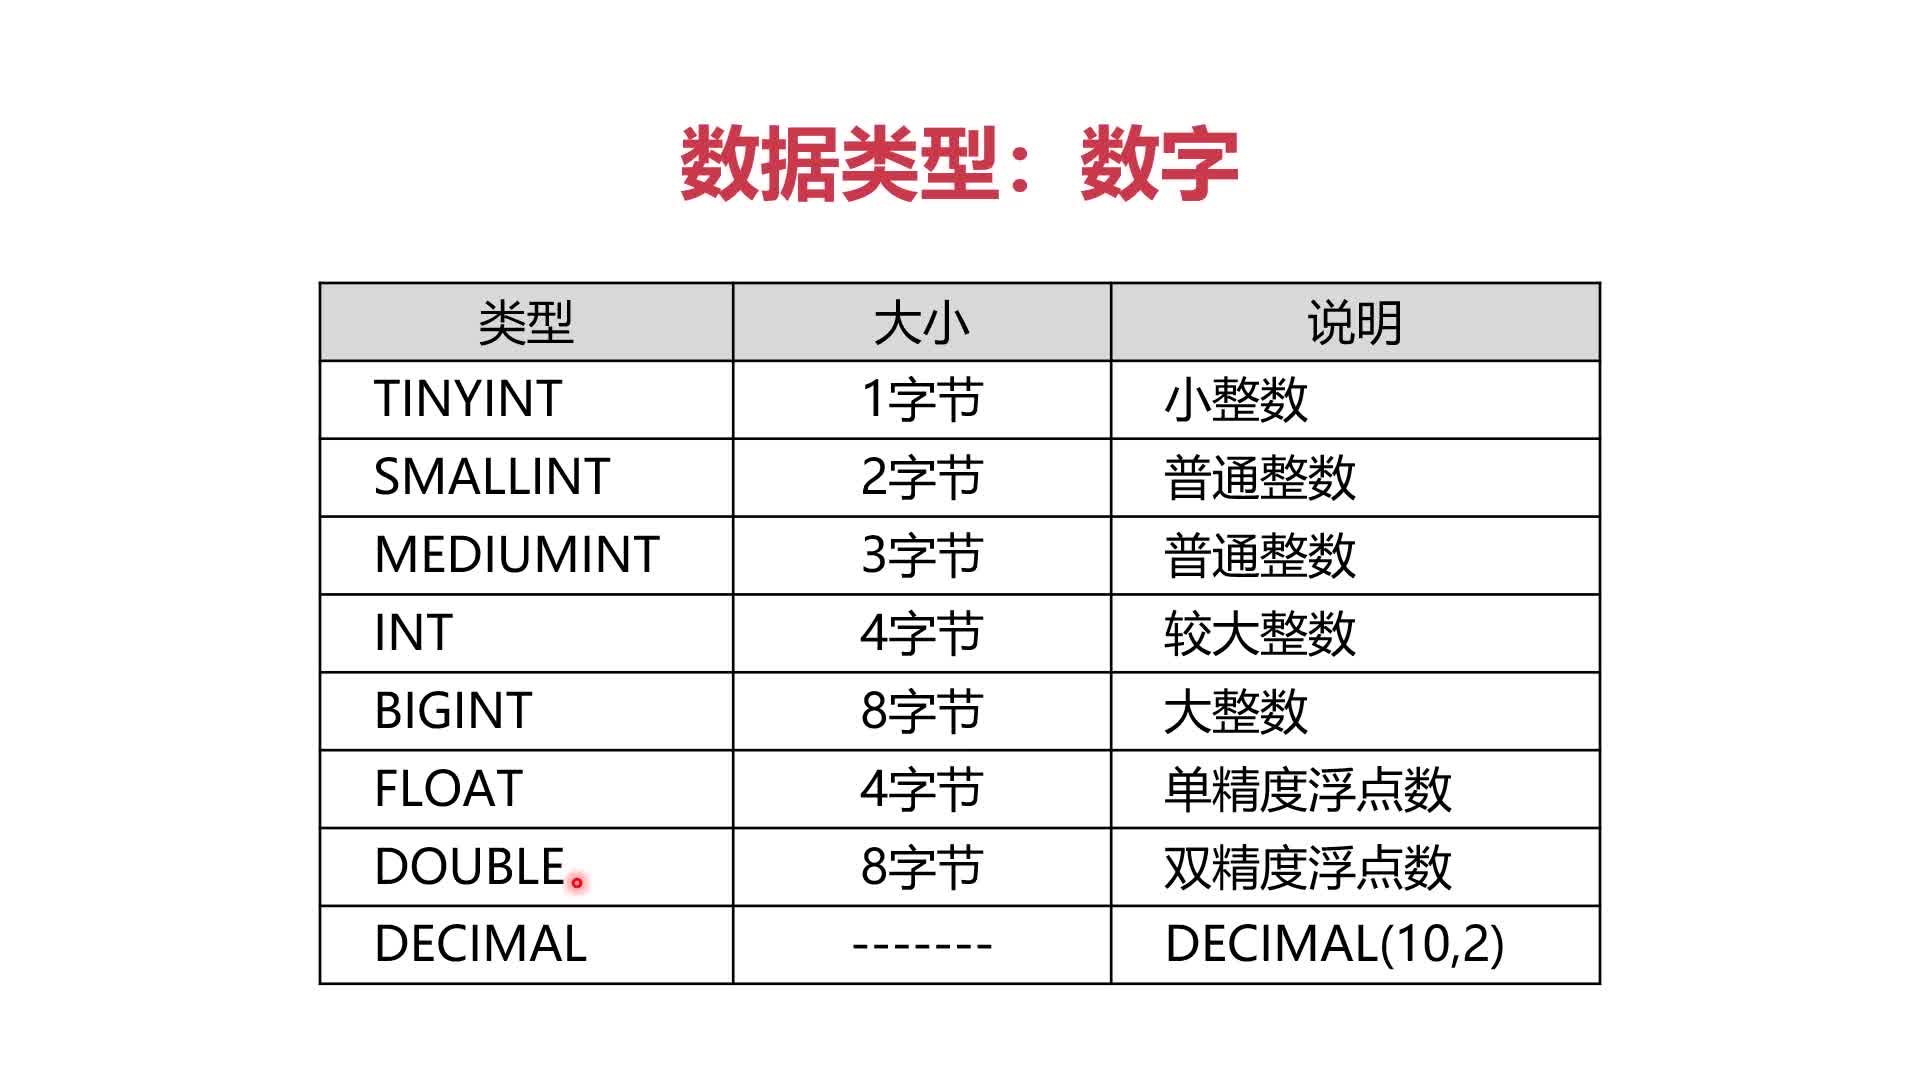 数据类型：数字
类型 大小 说明
TINYINT 1字节 小整数
SMALLINT 2字节 普通整数
MEDIUMINT 3字节 普通整数
INT 4字节 较大整数
BIGINT 8字节 大整数
FLOAT 4字节 单精度浮点数
DOUBLE 8字节 双精度浮点数
DECIMAL ------- DECIMAL(10,2)